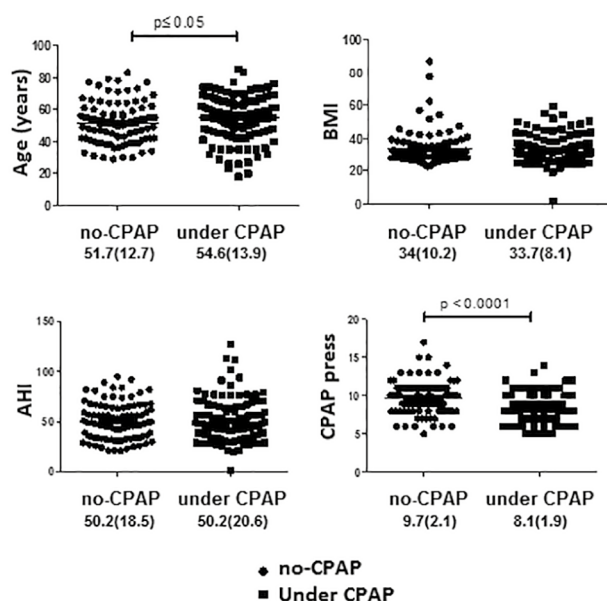 p≤ 0.05
Age (years)
100
80
60
40
20
0
no-CPAP under CPAP
51.7(12.7) 54.6(13.9)
BMI
100
80
60
40
20
0
no-CPAP under CPAP
34(10.2) 33.7(8.1)
AHI
150
100
50
0
no-CPAP under CPAP
50.2(18.5) 50.2(20.6)
p <0.0001
CPAP press
20
15
10
5
0
no-CPAP under CPAP
9.7(2.1) 8.1(1.9)
no-CPAP
Under CPAP